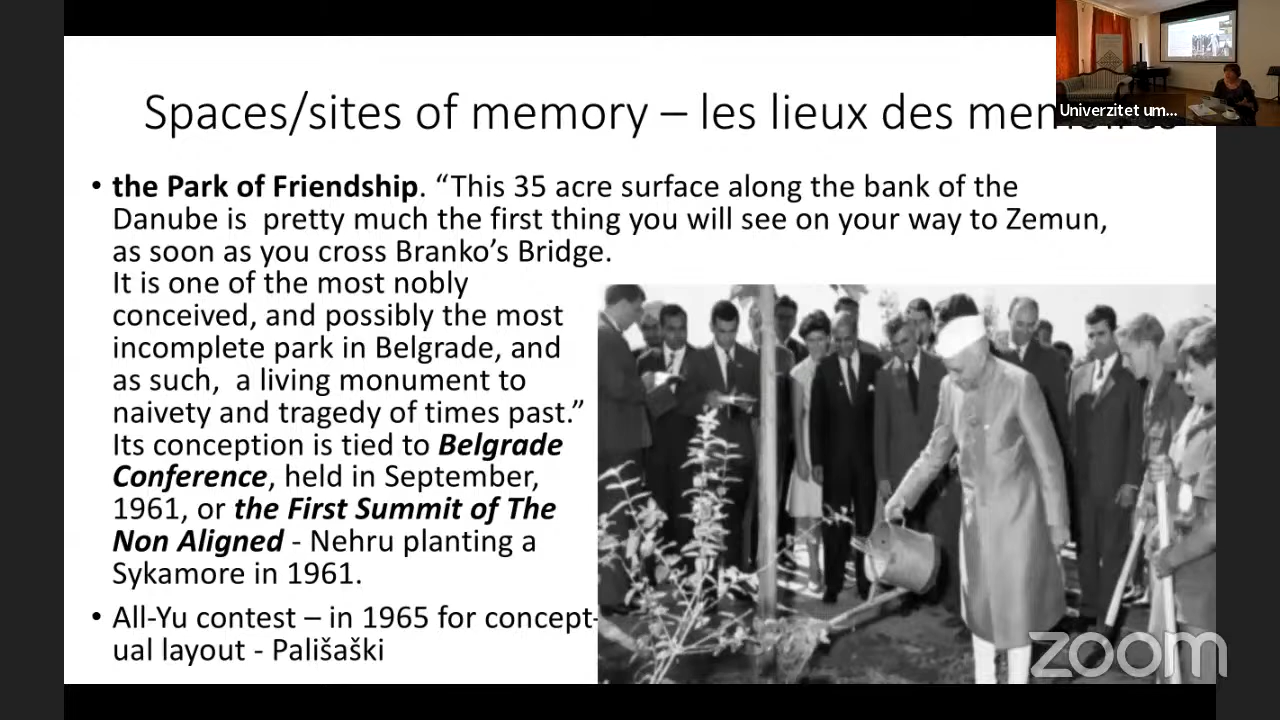 Spaces/sites of memory – les lieux des memoires
Univerzitet um...
• the Park of Friendship. “This 35 acre surface along the bank of the
Danube is pretty much the first thing you will see on your way to Zemun,
as soon as you cross Branko’s Bridge.
It is one of the most nobly
conceived, and possibly the most
incomplete park in Belgrade, and
as such, a living monument to
naivety and tragedy of times past.”
Its conception is tied to Belgrade
Conference, held in September,
1961, or the First Summit of The
Non Aligned - Nehru planting a
Sykamore in 1961.
• All-Yu contest – in 1965 for concept-
ual layout - Pališaški
zoom